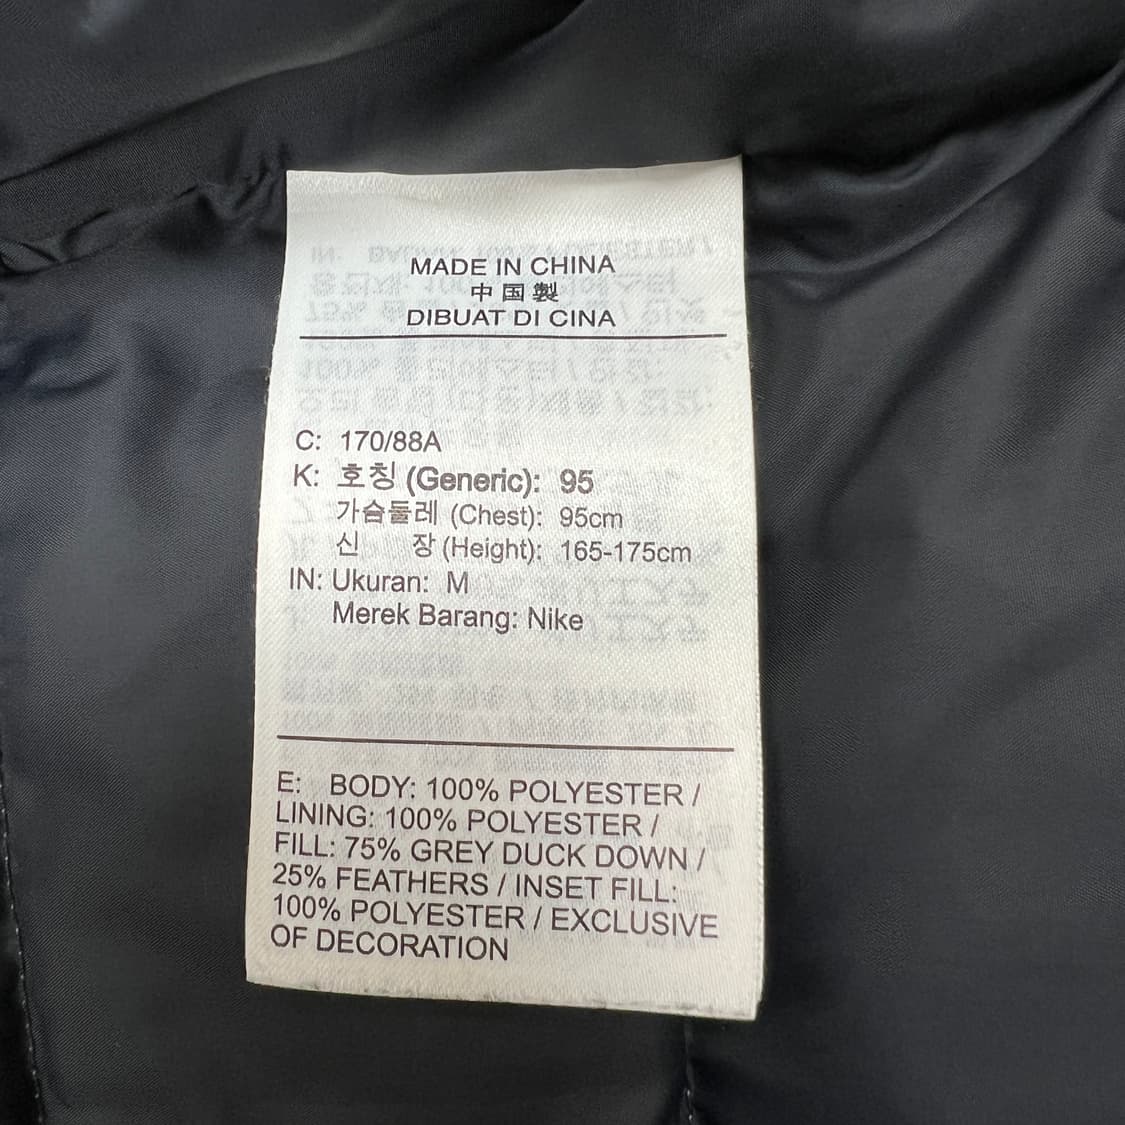 MADE IN CHINA
中国製
DIBUAT DI CINA
C: 170/88A
K: 호칭 (Generic): 95
가슴둘레 (Chest): 95cm
신 장 (Height): 165-175cm
IN: Ukuran: M
Merek Barang: Nike
E: BODY: 100% POLYESTER /
LINING: 100% POLYESTER /
FILL: 75% GREY DUCK DOWN /
25% FEATHERS / INSET FILL:
100% POLYESTER / EXCLUSIVE
OF DECORATION